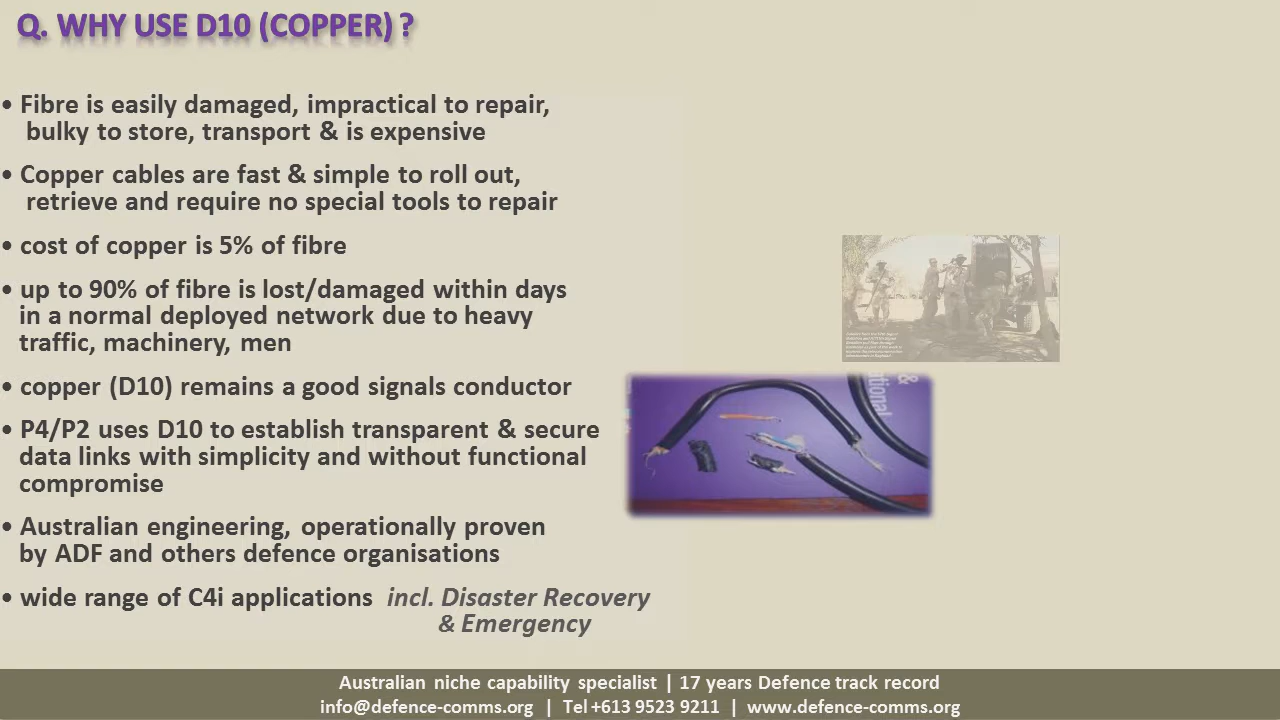 Q. WHY USE D10 (COPPER) ?
• Fibre is easily damaged, impractical to repair,
bulky to store, transport & is expensive
• Copper cables are fast & simple to roll out,
retrieve and require no special tools to repair
• cost of copper is 5% of fibre
• up to 90% of fibre is lost/damaged within days
in a normal deployed network due to heavy
traffic, machinery, men
• copper (D10) remains a good signals conductor
• P4/P2 uses D10 to establish transparent & secure
data links with simplicity and without functional
compromise
• Australian engineering, operationally proven
by ADF and others defence organisations
• wide range of C4i applications incl. Disaster Recovery
& Emergency
&
tional
Australian niche capability specialist | 17 years Defence track record
info@defence-comms.org | Tel +613 9523 9211 | www.defence-comms.org